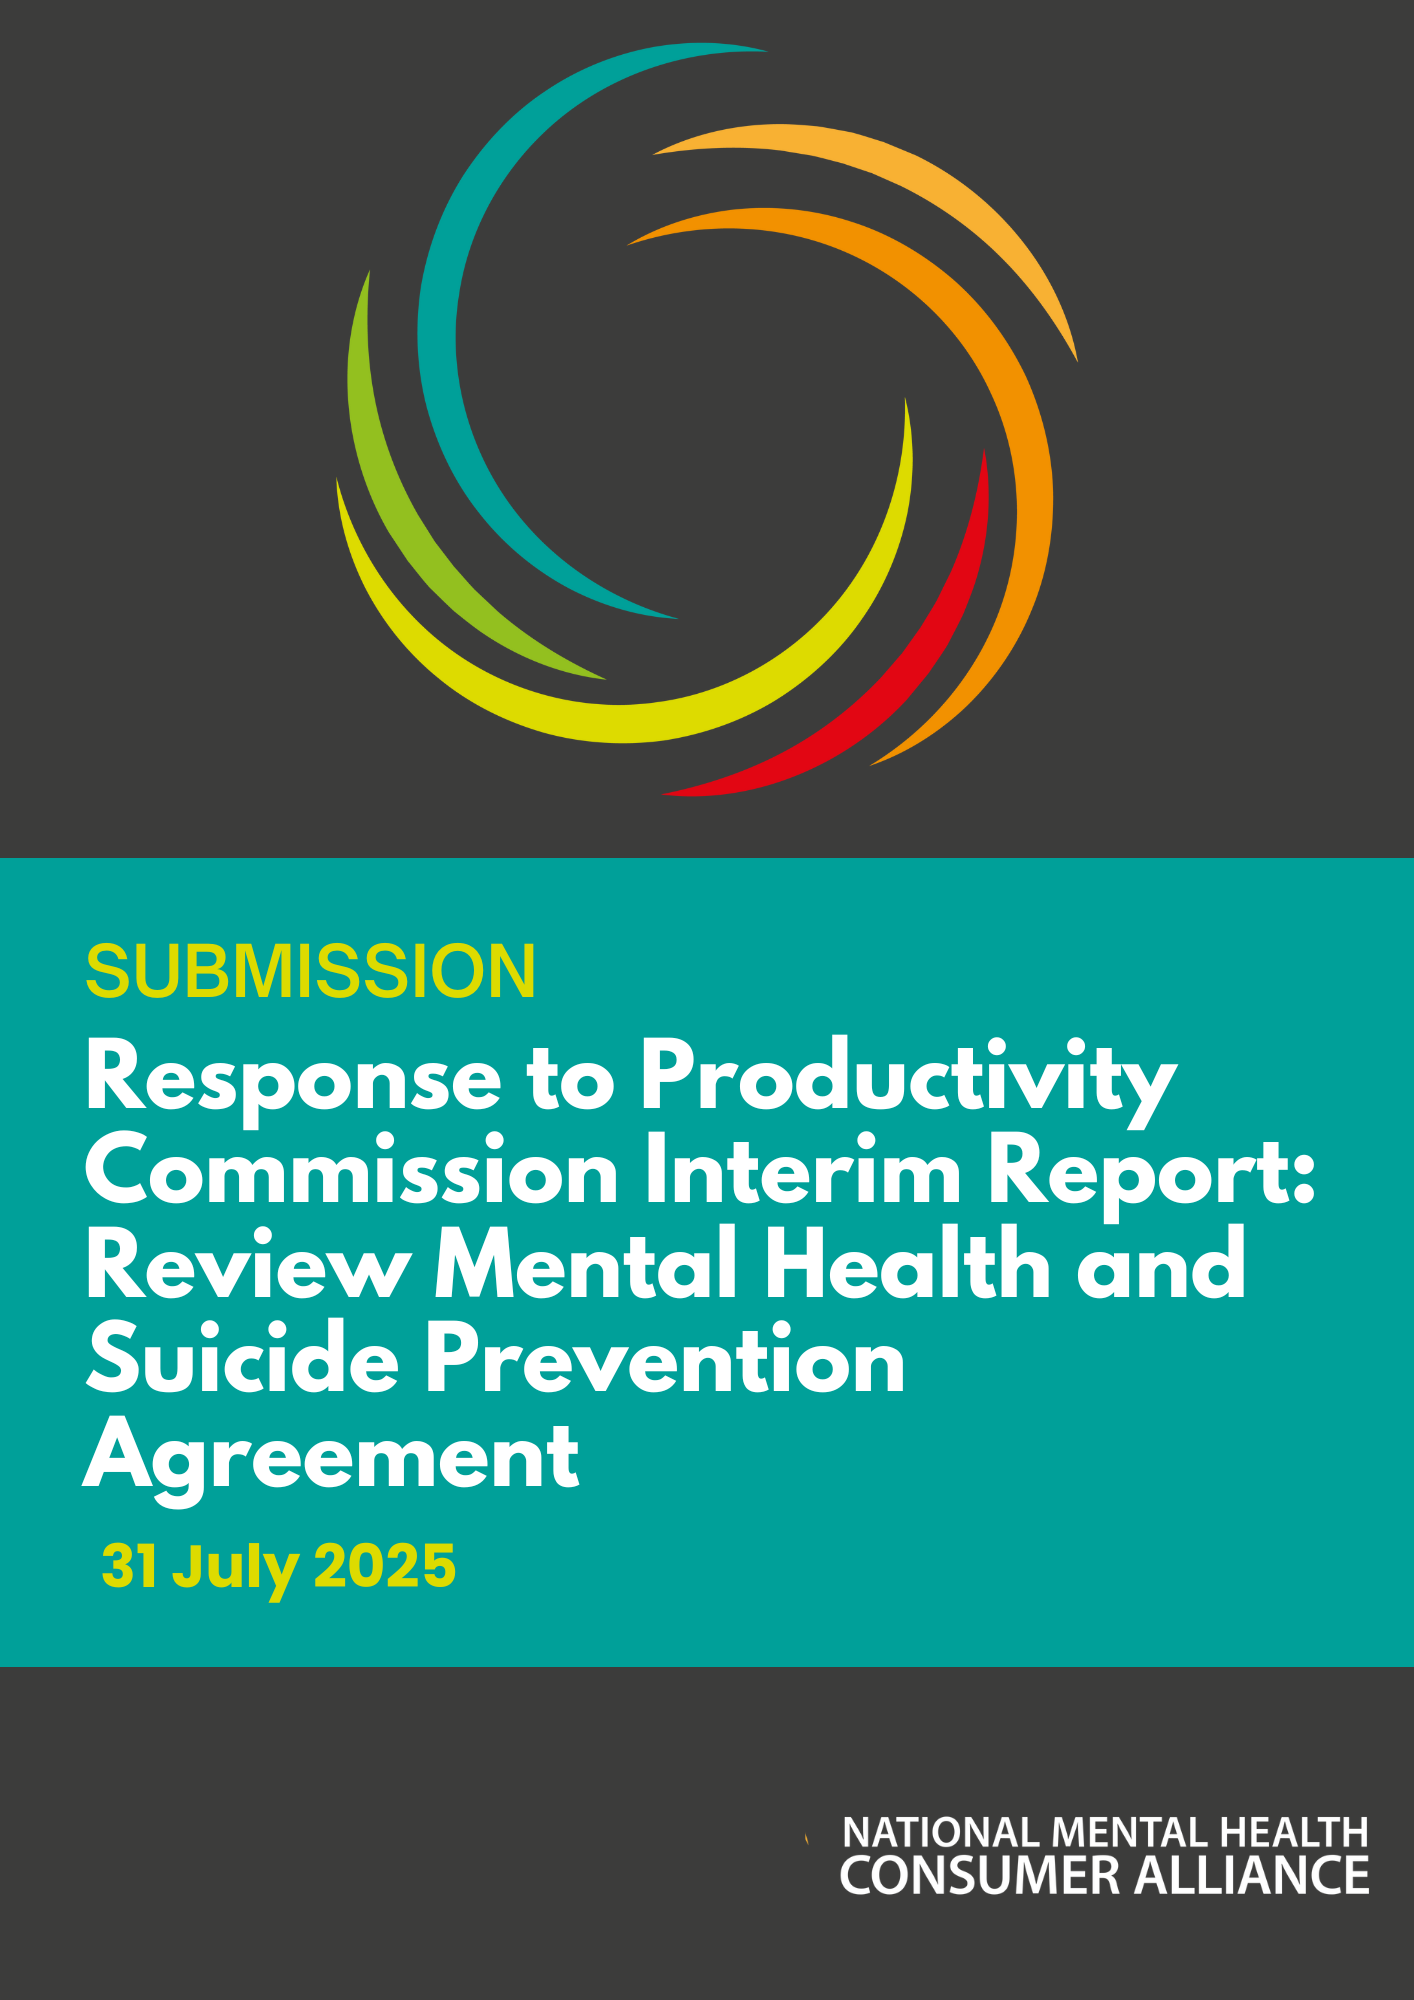 SUBMISSION
Response to Productivity
Commission Interim Report:
Review Mental Health and
Suicide Prevention
Agreement
31 July 2025
NATIONAL MENTAL HEALTH
CONSUMER ALLIANCE